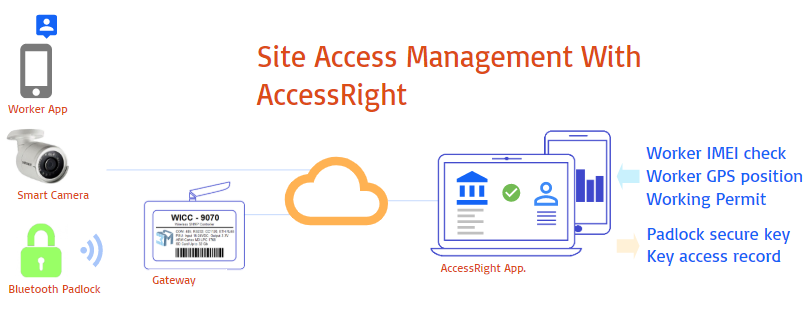 Site Access Management With
AccessRight
Worker App
Smart Camera
Bluetooth Padlock
WICC - 9070
Gateway
AccessRight App.
Worker IMEI check
Worker GPS position
Working Permit
Padlock secure key
Key access record